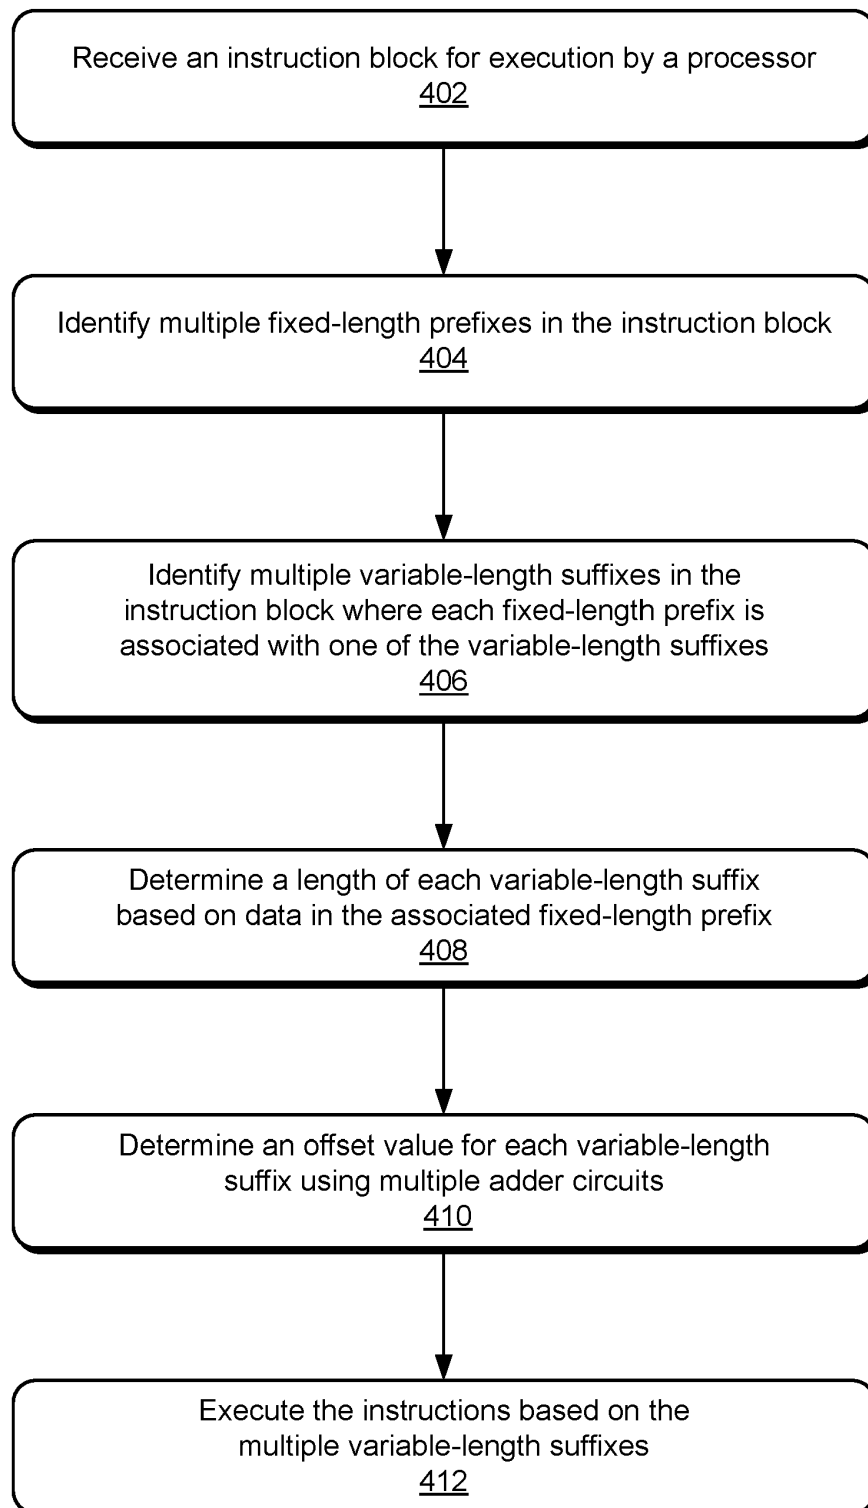 Receive an instruction block for execution by a processor
402
Identify multiple fixed-length prefixes in the instruction block
404
Identify multiple variable-length suffixes in the
instruction block where each fixed-length prefix is
associated with one of the variable-length suffixes
406
Determine a length of each variable-length suffix
based on data in the associated fixed-length prefix
408
Determine an offset value for each variable-length
suffix using multiple adder circuits
410
Execute the instructions based on the
multiple variable-length suffixes
412